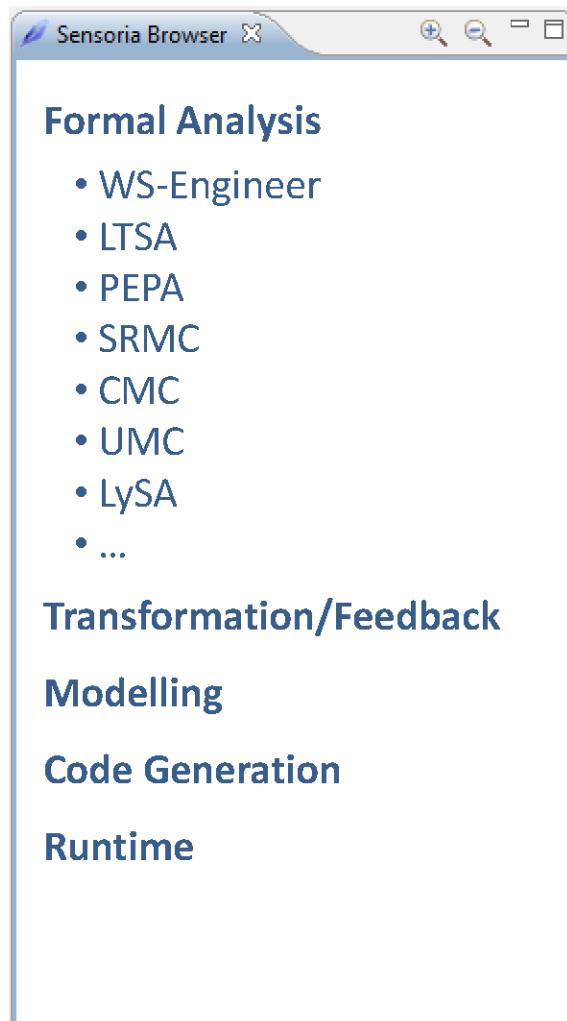 Sensoria Browser
Formal Analysis
• WS-Engineer
• LTSA
• PEPA
• SRMC
• CMC
• UMC
• LySA
• ...
Transformation/Feedback
Modelling
Code Generation
Runtime